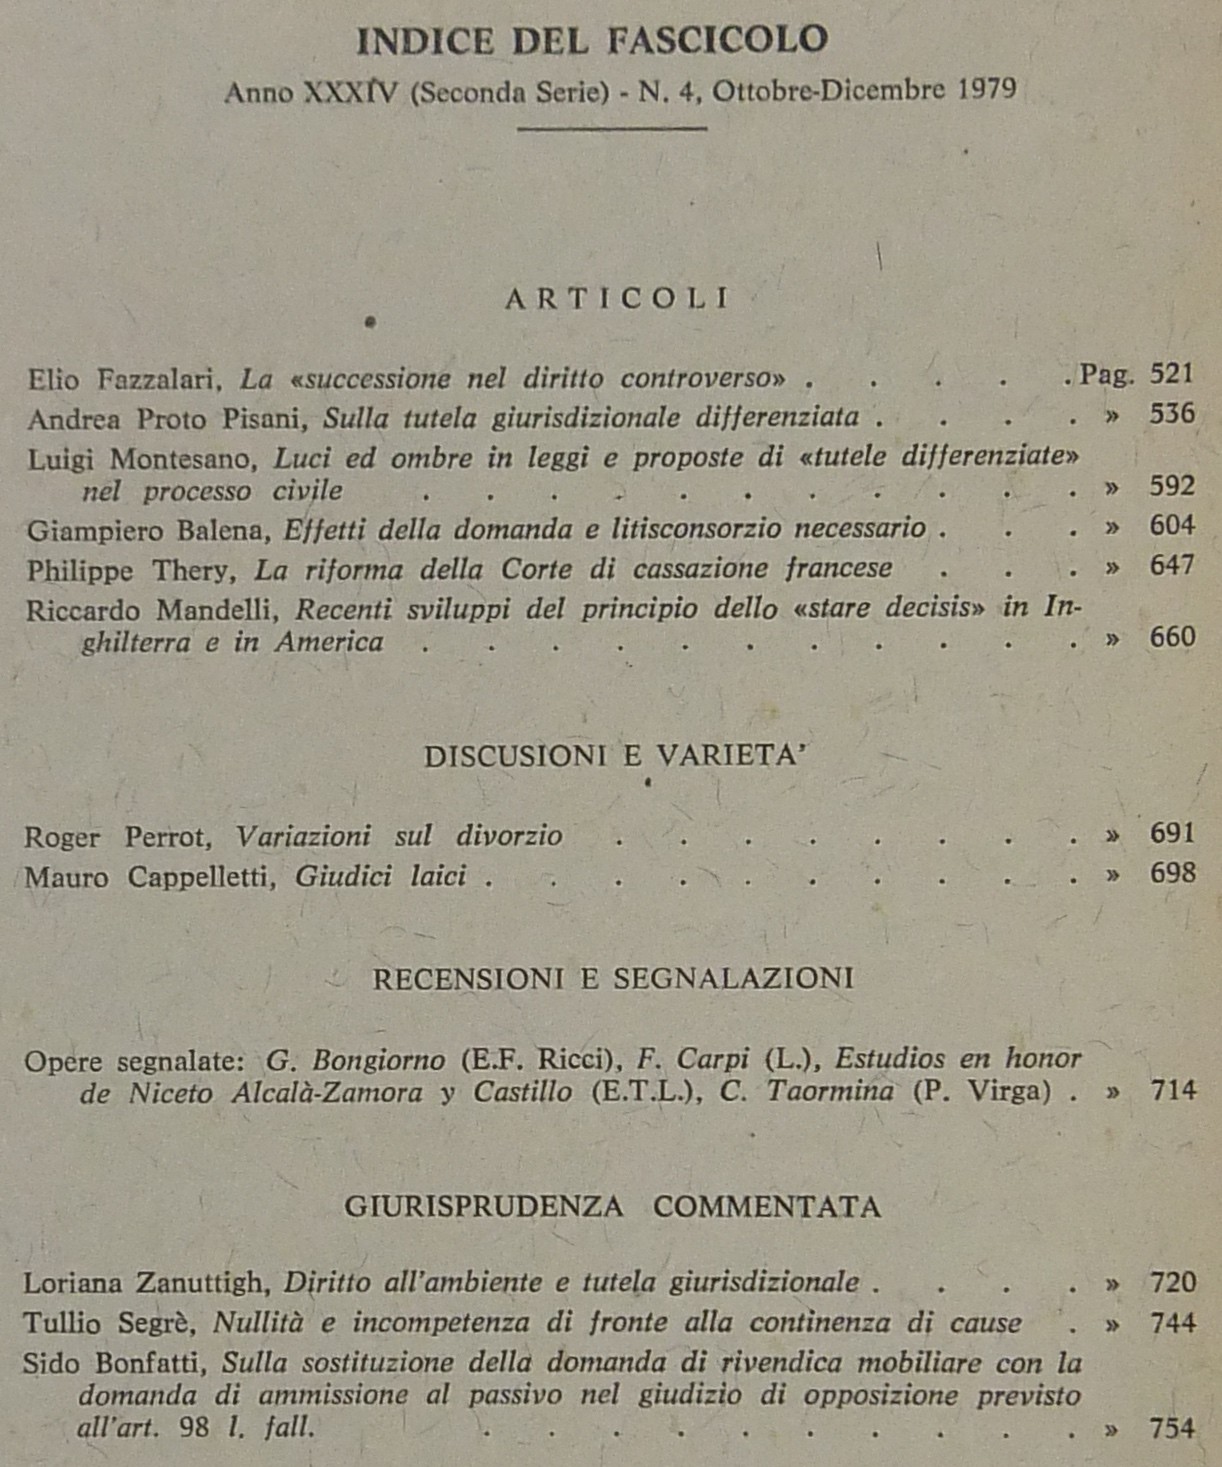 INDICE DEL FASCICOLO
Anno XXXIV (Seconda Serie) - N. 4, Ottobre-Dicembre 1979
ARTICOLI
Elio Fazzalari, La «successione nel diritto controverso» . . . . . Pag. 521
Andrea Proto Pisani, Sulla tutela giurisdizionale differenziata . . . . » 536
Luigi Montesano, Luci ed ombre in leggi e proposte di «tutele differenziate»
nel processo civile . . . . . . . . . . . » 592
Giampiero Balena, Effetti della domanda e litisconsorzio necessario . . . » 604
Philippe Thery, La riforma della Corte di cassazione francese . . . » 647
Riccardo Mandelli, Recenti sviluppi del principio dello «stare decisis» in In-
ghilterra e in America . . . . . . . . . . . » 660
DISCUSIONI E VARIETA'
Roger Perrot, Variazioni sul divorzio . . . . . . . . » 691
Mauro Cappelletti, Giudici laici . . . . . . . . . . » 698
RECENSIONI E SEGNALAZIONI
Opere segnalate: G. Bongiorno (E.F. Ricci), F. Carpi (L.), Estudios en honor
de Niceto Alcalà-Zamora y Castillo (E.T.L.), C. Taormina (P. Virga) . » 714
GIURISPRUDENZA COMMENTATA
Loriana Zanuttigh, Diritto all'ambiente e tutela giurisdizionale . . . . » 720
Tullio Segrè, Nullità e incompetenza di fronte alla continenza di cause . » 744
Sido Bonfatti, Sulla sostituzione della domanda di rivendica mobiliare con la
domanda di ammissione al passivo nel giudizio di opposizione previsto
all'art. 98 l. fall. . . . . . . . . . . » 754